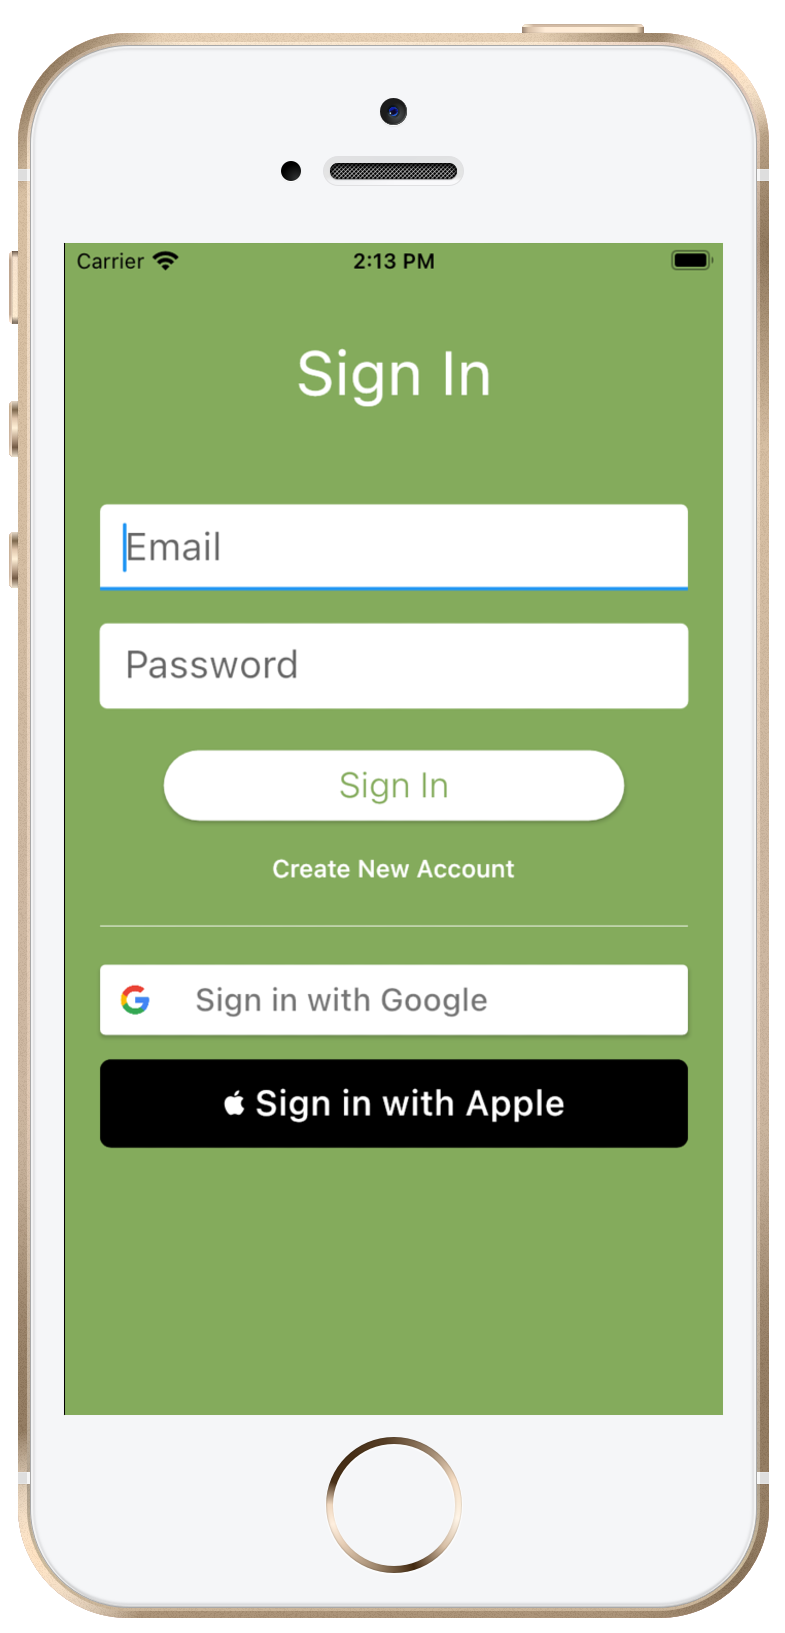 Carrier 2:13 PM
Sign In
Email
Password
Sign In
Create New Account
Sign in with Google
Sign in with Apple